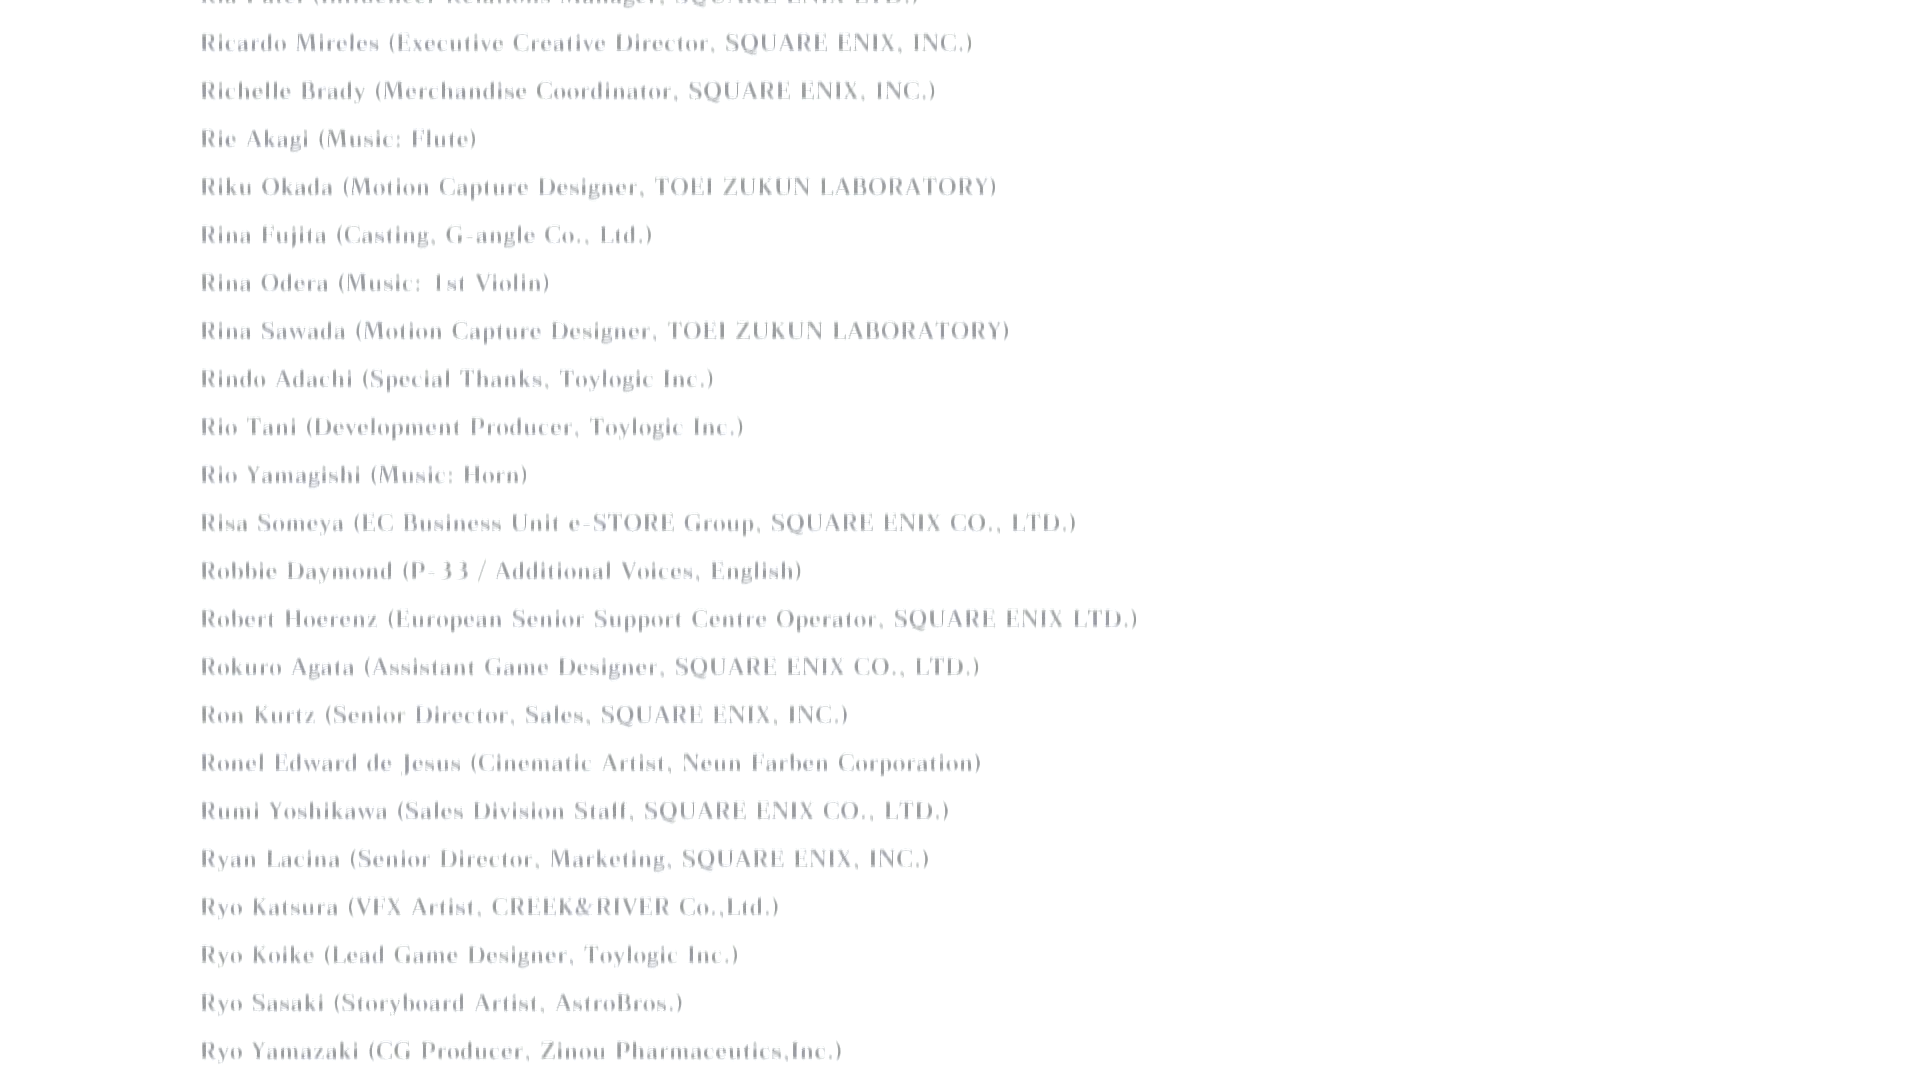 Ricardo Mireles (Executive Creative Director, SQUARE ENIX, INC.)
Richelle Brady (Merchandise Coordinator, SQUARE ENIX, INC.)
Rie Akagi (Music: Flute)
Riku Okada (Motion Capture Designer, TOEI ZUKUN LABORATORY)
Rina Fujita (Casting, G-angle Co., Ltd.)
Rina Odera (Music: 1st Violin)
Rina Sawada (Motion Capture Designer, TOEI ZUKUN LABORATORY)
Rindo Adachi (Special Thanks, Toylogic Inc.)
Rio Tani (Development Producer, Toylogic Inc.)
Rio Yamagishi (Music: Horn)
Risa Someya (EC Business Unit e-STORE Group, SQUARE ENIX CO., LTD.)
Robbie Daymond (P-33 / Additional Voices, English)
Robert Hoerenz (European Senior Support Centre Operator, SQUARE ENIX LTD.)
Rokuro Agata (Assistant Game Designer, SQUARE ENIX CO., LTD.)
Ron Kurtz (Senior Director, Sales, SQUARE ENIX, INC.)
Ronel Edward de Jesus (Cinematic Artist, Neun Farben Corporation)
Rumi Yoshikawa (Sales Division Staff, SQUARE ENIX CO., LTD.)
Ryan Lacina (Senior Director, Marketing, SQUARE ENIX, INC.)
Ryo Katsura (VFX Artist, CREEK&RIVER Co.,Ltd.)
Ryo Koike (Lead Game Designer, Toylogic Inc.)
Ryo Sasaki (Storyboard Artist, AstroBros.)
Ryo Yamazaki (CG Producer, Zinou Pharmaceutics,Inc.)